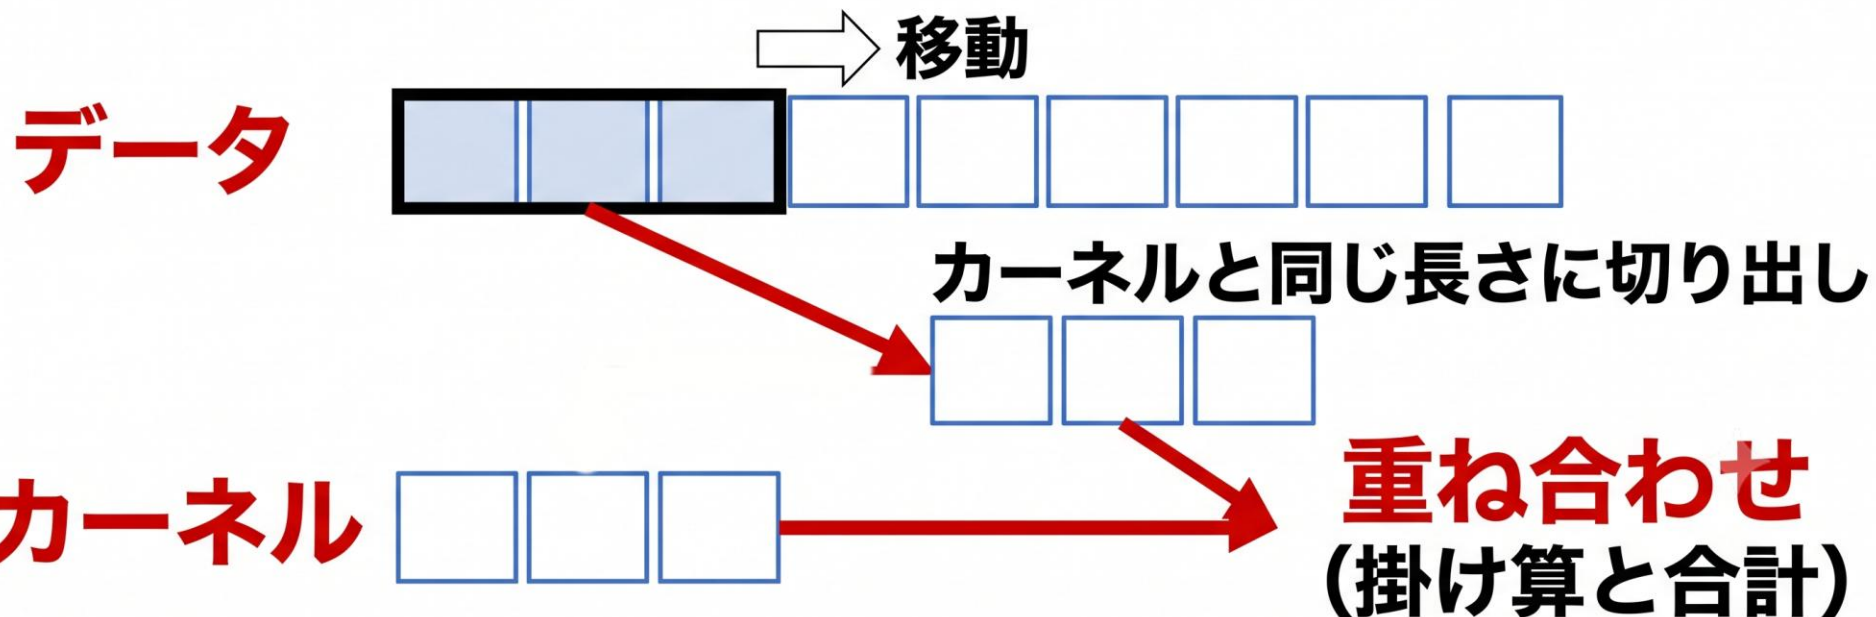 移動
データ
カーネルと同じ長さに切り出し
カーネル
重ね合わせ
（掛け算と合計）